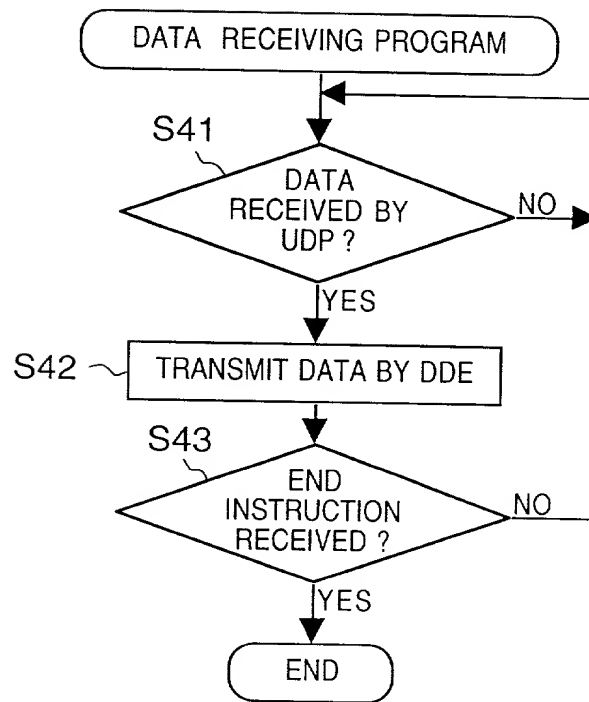 DATA RECEIVING PROGRAM
S41
DATA
RECEIVED BY
UDP ?
NO
YES
S42
TRANSMIT DATA BY DDE
S43
END
INSTRUCTION
RECEIVED ?
NO
YES
END